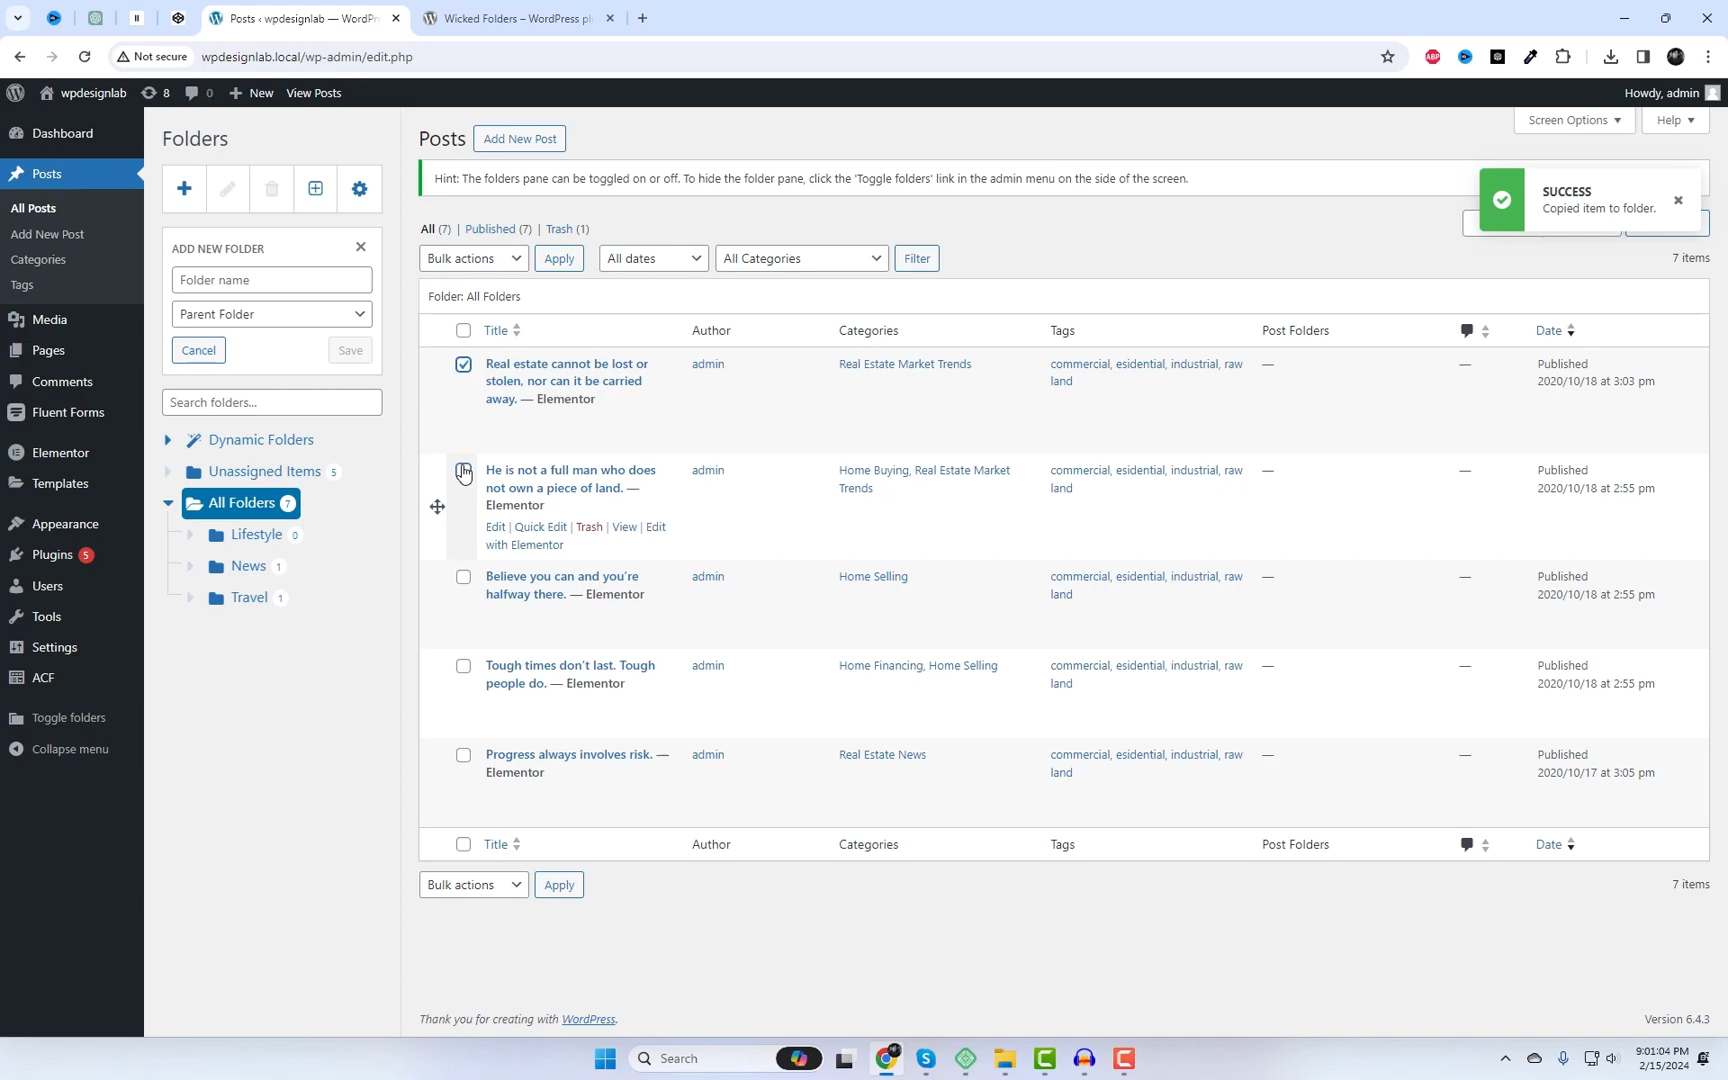 Posts ‹ wpdesignlab — WordPr
Wicked Folders – WordPress pl
Not secure
wpdesignlab.local/wp-admin/edit.php
ABP
wpdesignlab
8
0
New
View Posts
Howdy, admin
Dashboard
Posts
All Posts
Add New Post
Categories
Tags
Media
Pages
Comments
Fluent Forms
Elementor
Templates
Appearance
Plugins 5
Users
Tools
Settings
ACF
Toggle folders
Collapse menu
Folders
ADD NEW FOLDER
Folder name
Parent Folder
Cancel
Save
Search folders...
Dynamic Folders
Unassigned Items 5
All Folders 7
Lifestyle 0
News 1
Travel 1
Screen Options
Help
Posts
Add New Post
Hint: The folders pane can be toggled on or off. To hide the folder pane, click the 'Toggle folders' link in the admin menu on the side of the screen.
SUCCESS
Copied item to folder.
All (7) | Published (7) | Trash (1)
Bulk actions
Apply
All dates
All Categories
Filter
7 items
Folder: All Folders
Title
Author
Categories
Tags
Post Folders
Date
Real estate cannot be lost or
stolen, nor can it be carried
away. — Elementor
admin
Real Estate Market Trends
commercial, esidential, industrial, raw
land
—
—
Published
2020/10/18 at 3:03 pm
He is not a full man who does
not own a piece of land. —
Elementor
Edit | Quick Edit | Trash | View | Edit
with Elementor
admin
Home Buying, Real Estate Market
Trends
commercial, esidential, industrial, raw
land
—
—
Published
2020/10/18 at 2:55 pm
Believe you can and you're
halfway there. — Elementor
admin
Home Selling
commercial, esidential, industrial, raw
land
—
—
Published
2020/10/18 at 2:55 pm
Tough times don't last. Tough
people do. — Elementor
admin
Home Financing, Home Selling
commercial, esidential, industrial, raw
land
—
—
Published
2020/10/18 at 2:55 pm
Progress always involves risk. —
Elementor
admin
Real Estate News
commercial, esidential, industrial, raw
land
—
—
Published
2020/10/17 at 3:05 pm
Title
Author
Categories
Tags
Post Folders
Date
Bulk actions
Apply
7 items
Thank you for creating with WordPress.
Version 6.4.3
Search
9:01:04 PM
2/15/2024